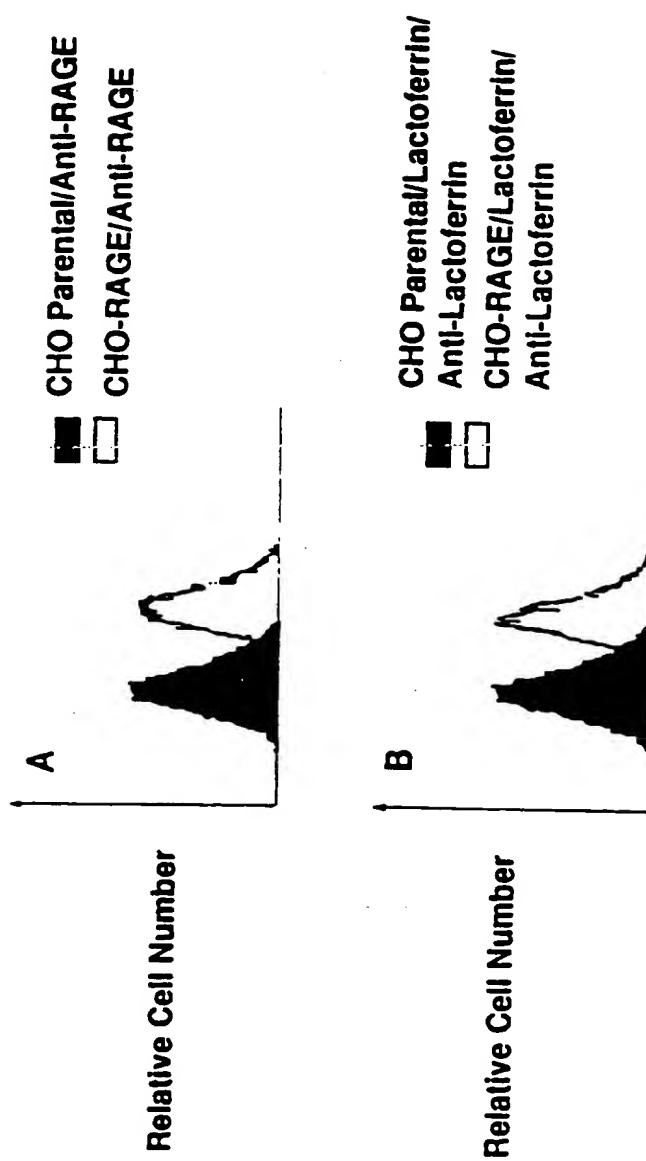 A
Relative Cell Number
CHO Parental/Anti-RAGE
CHO-RAGE/Anti-RAGE
B
Relative Cell Number
CHO Parental/Lactoferrin/
Anti-Lactoferrin
CHO-RAGE/Lactoferrin/
Anti-Lactoferrin